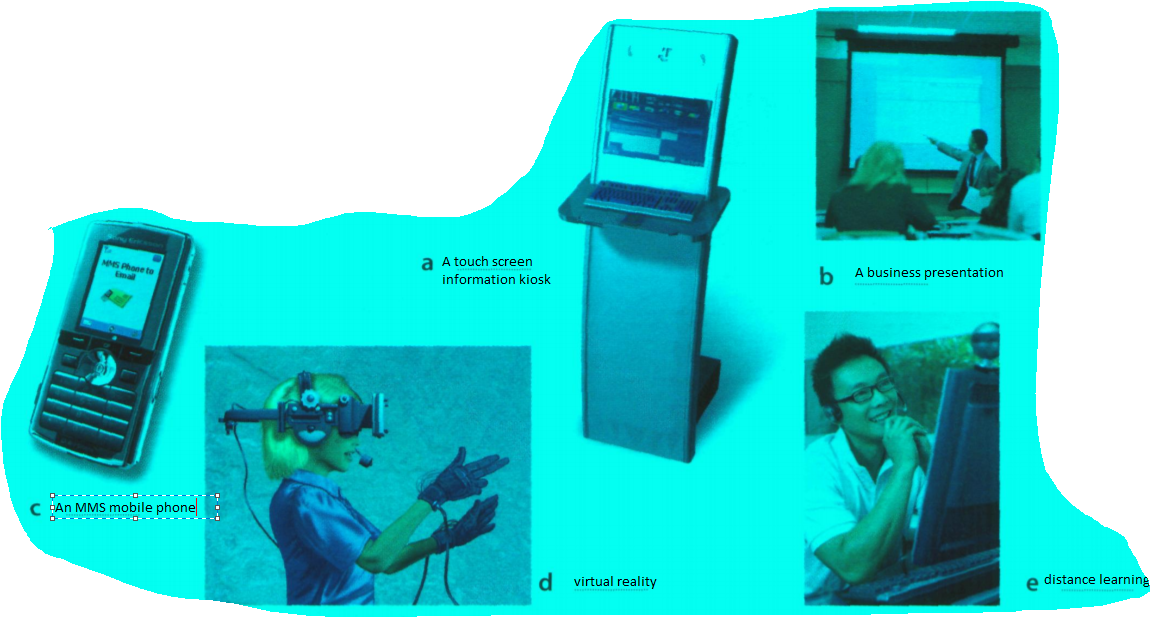 MMS Phone to
Email
a A touch screen
information kiosk
b A business presentation
c An MMS mobile phone
d virtual reality
e distance learning